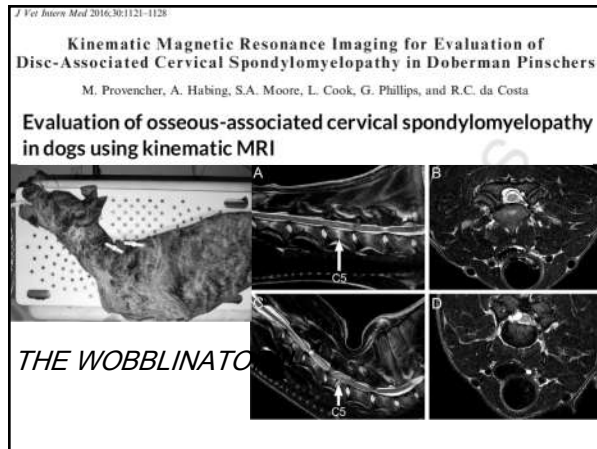 J Vet Intern Med 2016;30:1121–1128
Kinematic Magnetic Resonance Imaging for Evaluation of
Disc-Associated Cervical Spondylomyelopathy in Doberman Pinschers
M. Provencher, A. Habing, S.A. Moore, L. Cook, G. Phillips, and R.C. da Costa
Evaluation of osseous-associated cervical spondylomyelopathy
in dogs using kinematic MRI
A
B
C5
C
D
C5
THE WOBBLINATO